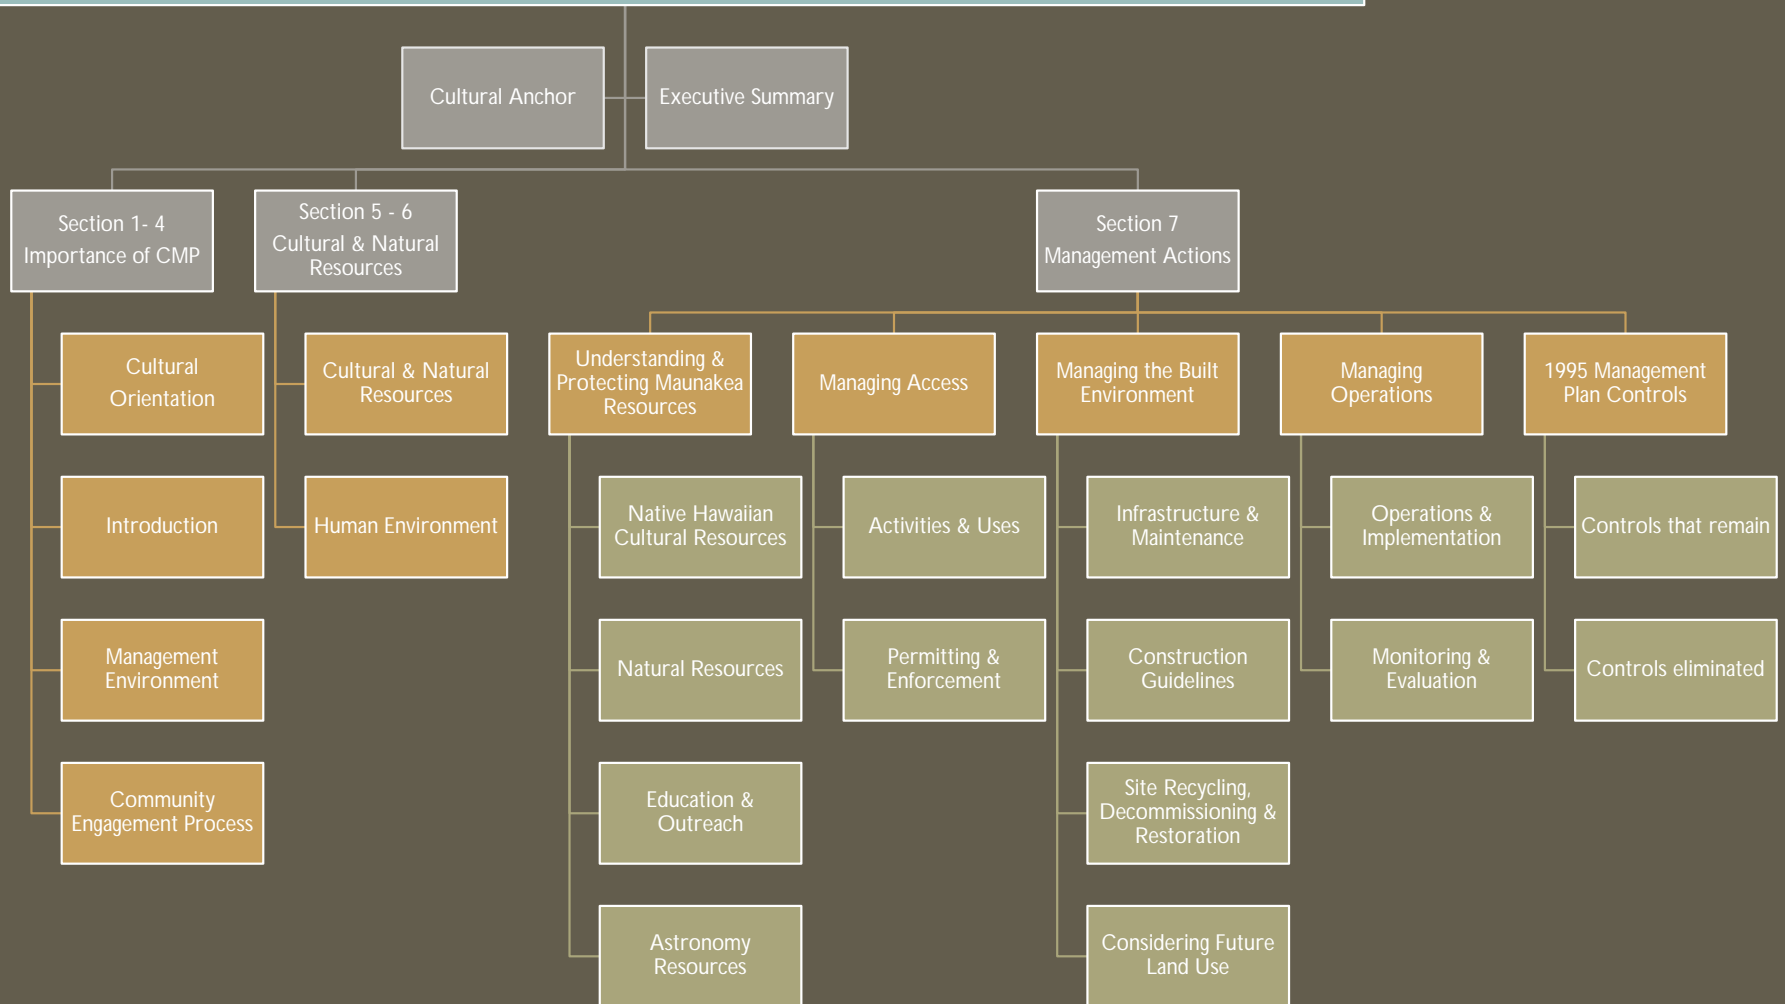 Cultural Anchor
Executive Summary
Section 1- 4
Importance of CMP
Section 5 - 6
Cultural & Natural
Resources
Section 7
Management Actions
Cultural
Orientation
Introduction
Management
Environment
Community
Engagement Process
Cultural & Natural
Resources
Human Environment
Understanding &
Protecting Maunakea
Resources
Native Hawaiian
Cultural Resources
Natural Resources
Education &
Outreach
Astronomy
Resources
Managing Access
Activities & Uses
Permitting &
Enforcement
Managing the Built
Environment
Infrastructure &
Maintenance
Construction
Guidelines
Site Recycling,
Decommissioning &
Restoration
Considering Future
Land Use
Managing
Operations
Operations &
Implementation
Monitoring &
Evaluation
1995 Management
Plan Controls
Controls that remain
Controls eliminated